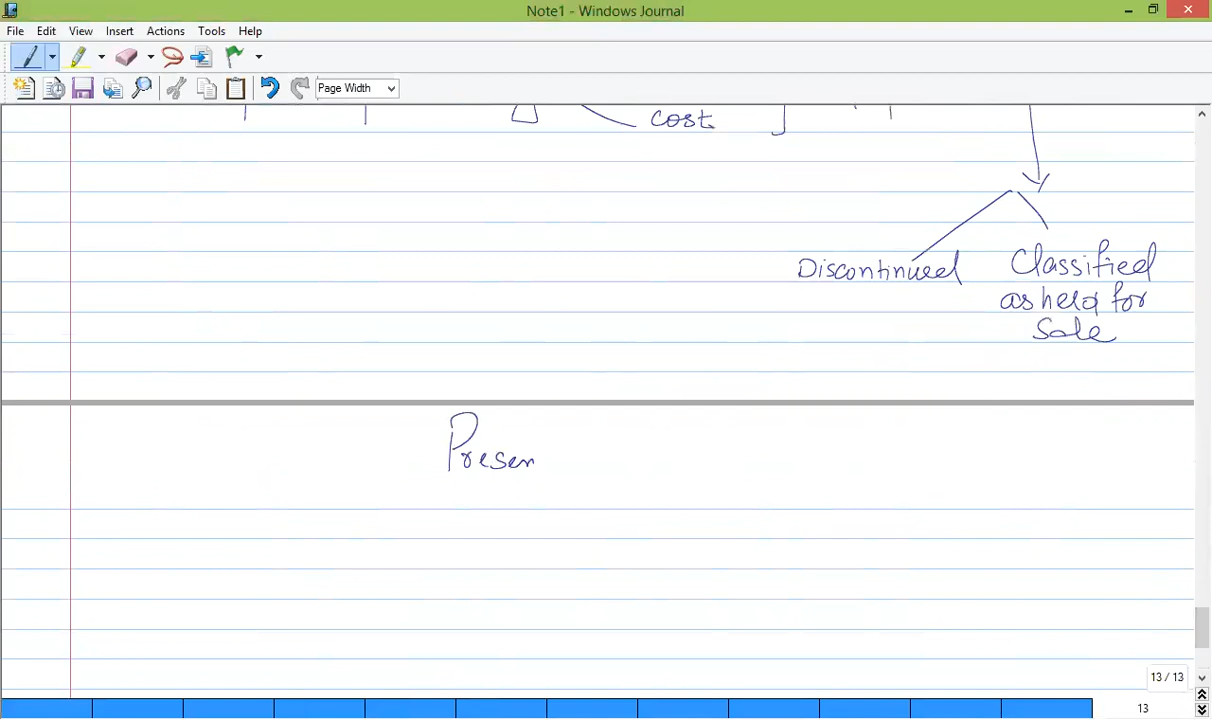 Note1 - Windows Journal
File Edit View Insert Actions Tools Help
Page Width
cost
Discontinued Classified
as held for
Sale
Presen
13 / 13
13